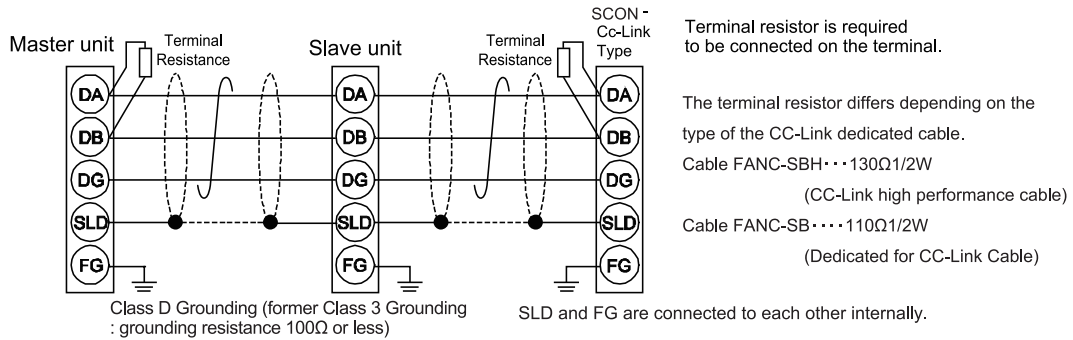 Master unit
Terminal
Resistance
Slave unit
Terminal
Resistance
SCON -
Cc-Link
Type
DA
DB
DG
SLD
FG
DA
DB
DG
SLD
FG
DA
DB
DG
SLD
FG
Class D Grounding (former Class 3 Grounding
: grounding resistance 100Ω or less)
Terminal resistor is required
to be connected on the terminal.
The terminal resistor differs depending on the
type of the CC-Link dedicated cable.
Cable FANC-SBH···130Ω1/2W
(CC-Link high performance cable)
Cable FANC-SB····110Ω1/2W
(Dedicated for CC-Link Cable)
SLD and FG are connected to each other internally.